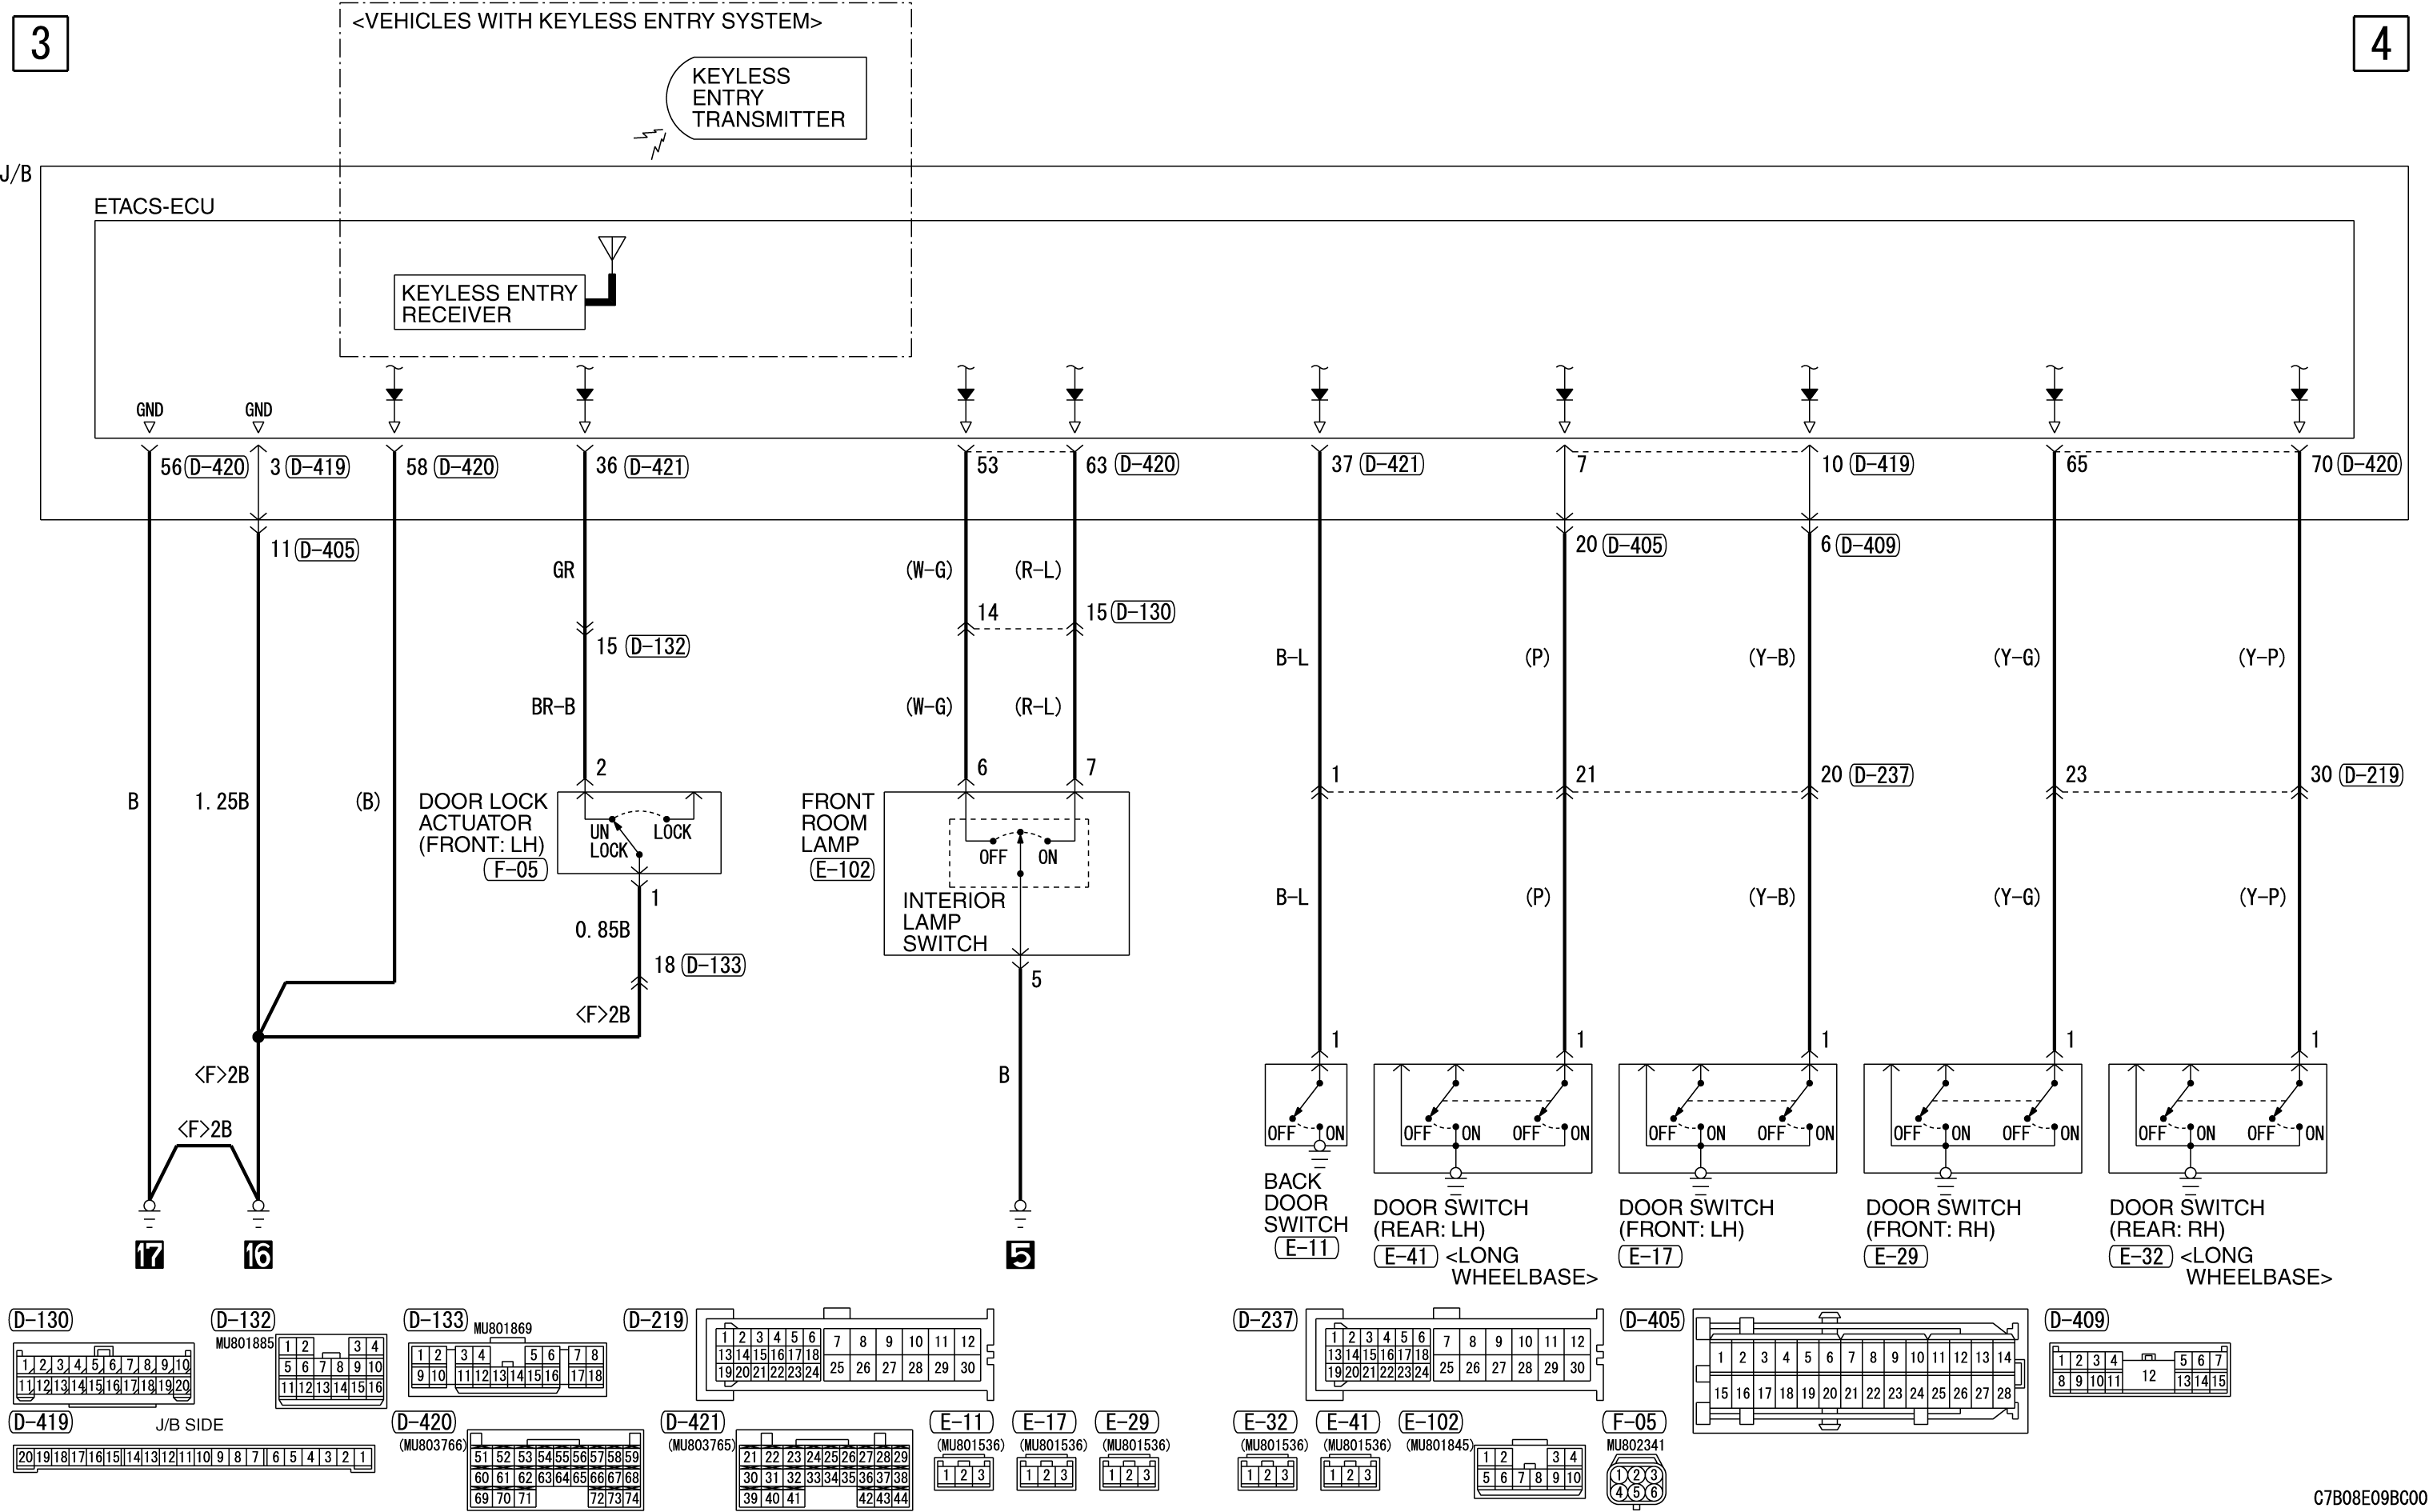 3
<VEHICLES WITH KEYLESS ENTRY SYSTEM>
4
KEYLESS
ENTRY
TRANSMITTER
J/B
ETACS-ECU
KEYLESS ENTRY
RECEIVER
GND
GND
56 (D-420)
3 (D-419)
58 (D-420)
36 (D-421)
53
63 (D-420)
37 (D-421)
7
10 (D-419)
65
70 (D-420)
11 (D-405)
20 (D-405)
6 (D-409)
GR
(W-G)
(R-L)
14
15 (D-130)
15 (D-132)
B-L
(P)
(Y-B)
(Y-G)
(Y-P)
BR-B
(W-G)
(R-L)
2
6
7
1
21
20 (D-237)
23
30 (D-219)
B
1.25B
(B)
DOOR LOCK
ACTUATOR
(FRONT: LH)
F-05
UN
LOCK
LOCK
FRONT
ROOM
LAMP
E-102
OFF
ON
INTERIOR
LAMP
SWITCH
1
0.85B
18 (D-133)
<F>2B
5
B-L
(P)
(Y-B)
(Y-G)
(Y-P)
<F>2B
<F>2B
B
1
1
1
1
1
OFF ON
OFF ON OFF ON
OFF ON OFF ON
OFF ON OFF ON
OFF ON OFF ON
BACK
DOOR
SWITCH
E-11
DOOR SWITCH
(REAR: LH)
E-41 <LONG
WHEELBASE>
DOOR SWITCH
(FRONT: LH)
E-17
DOOR SWITCH
(FRONT: RH)
E-29
DOOR SWITCH
(REAR: RH)
E-32 <LONG
WHEELBASE>
17
16
5
D-130
1 2 3 4 5 6 7 8 9 10
11 12 13 14 15 16 17 18 19 20
D-132
MU801885
1 2 3 4
5 6 7 8 9 10
11 12 13 14 15 16
D-133
MU801869
1 2 3 4 5 6 7 8
9 10 11 12 13 14 15 16 17 18
D-219
1 2 3 4 5 6 7 8 9 10 11 12
13 14 15 16 17 18
19 20 21 22 23 24 25 26 27 28 29 30
D-237
1 2 3 4 5 6 7 8 9 10 11 12
13 14 15 16 17 18
19 20 21 22 23 24 25 26 27 28 29 30
D-405
1 2 3 4 5 6 7 8 9 10 11 12 13 14
15 16 17 18 19 20 21 22 23 24 25 26 27 28
D-409
1 2 3 4 5 6 7
8 9 10 11 12 13 14 15
D-419
J/B SIDE
20 19 18 17 16 15 14 13 12 11 10 9 8 7 6 5 4 3 2 1
D-420
(MU803766)
51 52 53 54 55 56 57 58 59
60 61 62 63 64 65 66 67 68
69 70 71 72 73 74
D-421
(MU803765)
21 22 23 24 25 26 27 28 29
30 31 32 33 34 35 36 37 38
39 40 41 42 43 44
E-11
(MU801536)
1 2 3
E-17
(MU801536)
1 2 3
E-29
(MU801536)
1 2 3
E-32
(MU801536)
1 2 3
E-41
(MU801536)
1 2 3
E-102
(MU801845)
1 2 3 4
5 6 7 8 9 10
F-05
MU802341
1 2 3
4 5 6
C7B08E09BC00